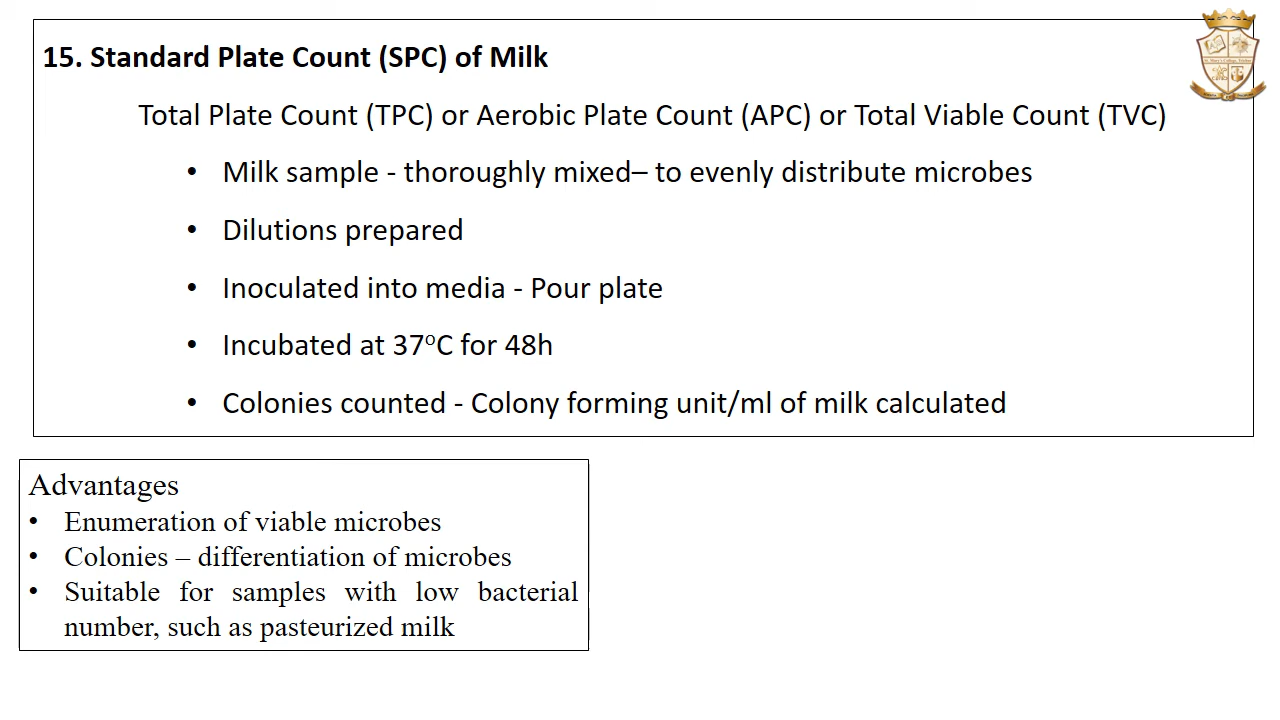 15. Standard Plate Count (SPC) of Milk
Total Plate Count (TPC) or Aerobic Plate Count (APC) or Total Viable Count (TVC)
• Milk sample - thoroughly mixed– to evenly distribute microbes
• Dilutions prepared
• Inoculated into media - Pour plate
• Incubated at 37ᵒC for 48h
• Colonies counted - Colony forming unit/ml of milk calculated
Advantages
• Enumeration of viable microbes
• Colonies – differentiation of microbes
• Suitable for samples with low bacterial
number, such as pasteurized milk